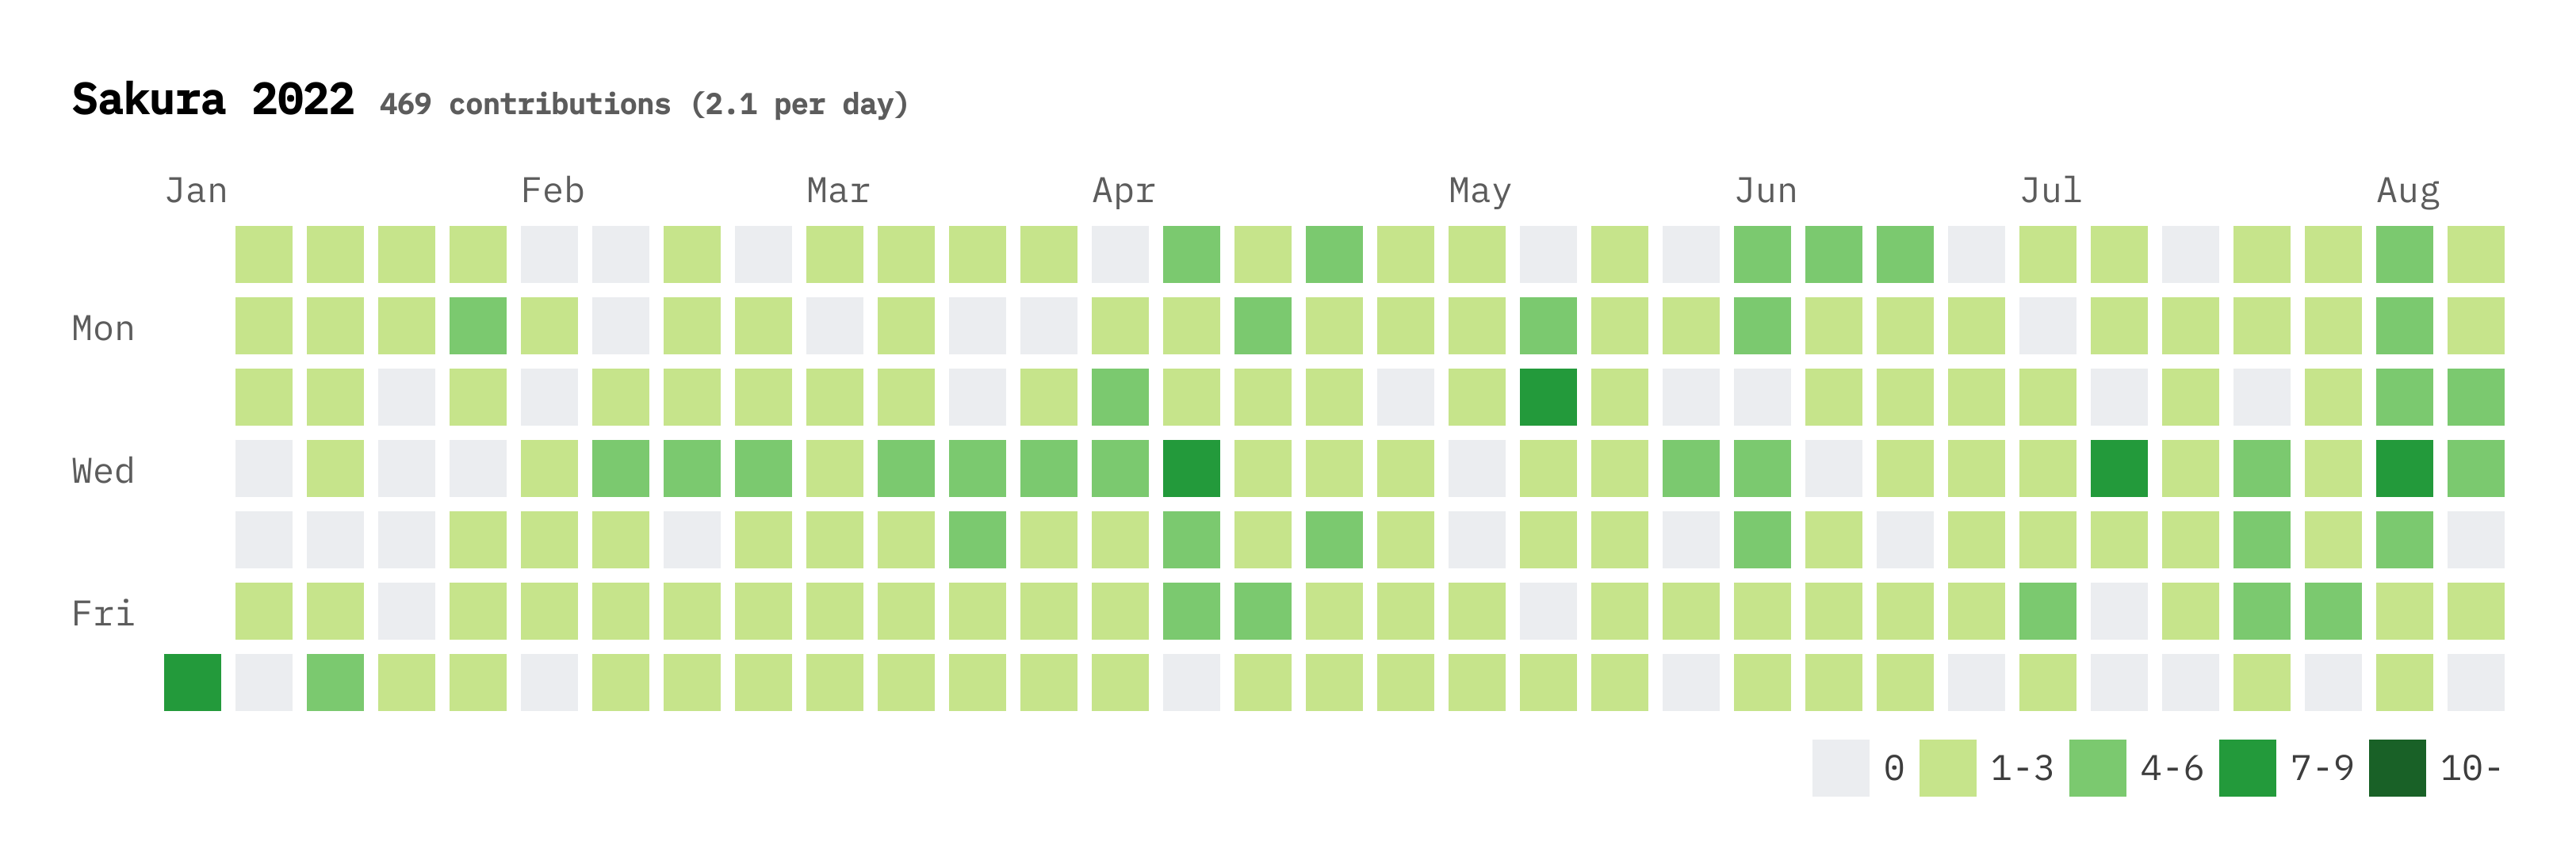 Sakura 2022 469 contributions (2.1 per day)
Jan Feb Mar Apr May Jun Jul Aug
Mon
Wed
Fri
0 1-3 4-6 7-9 10-